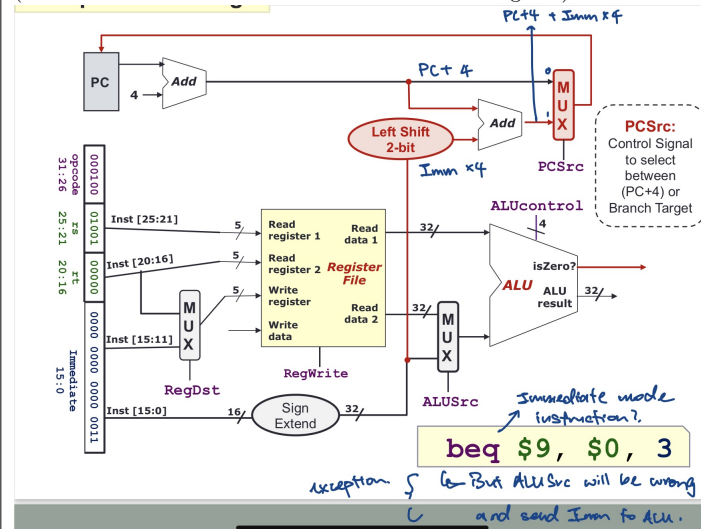 PC+4 + Imm x4
PC
4
Add
PC+ 4
0
1
MUX
Add
Left Shift
2-bit
Imm x4
PCSrc
PCSrc:
Control Signal
to select
between
(PC+4) or
Branch Target
opcode
31:26
000100
rs
25:21
01001
rt
20:16
00000
Immediate
15:0
0000 0000 0000 0011
Inst [25:21]
Inst [20:16]
Inst [15:11]
Inst [15:0]
5
5
5
MUX
RegDst
Read
register 1
Read
register 2
Write
register
Write
data
Register
File
Read
data 1
Read
data 2
RegWrite
16
Sign
Extend
32
32
32
MUX
ALUSrc
ALUcontrol
4
isZero?
ALU
ALU
result
32
Immediate mode
instruction?
beq $9, $0, 3
exception
But ALUSrc will be wrong
and send Imm to ALU.